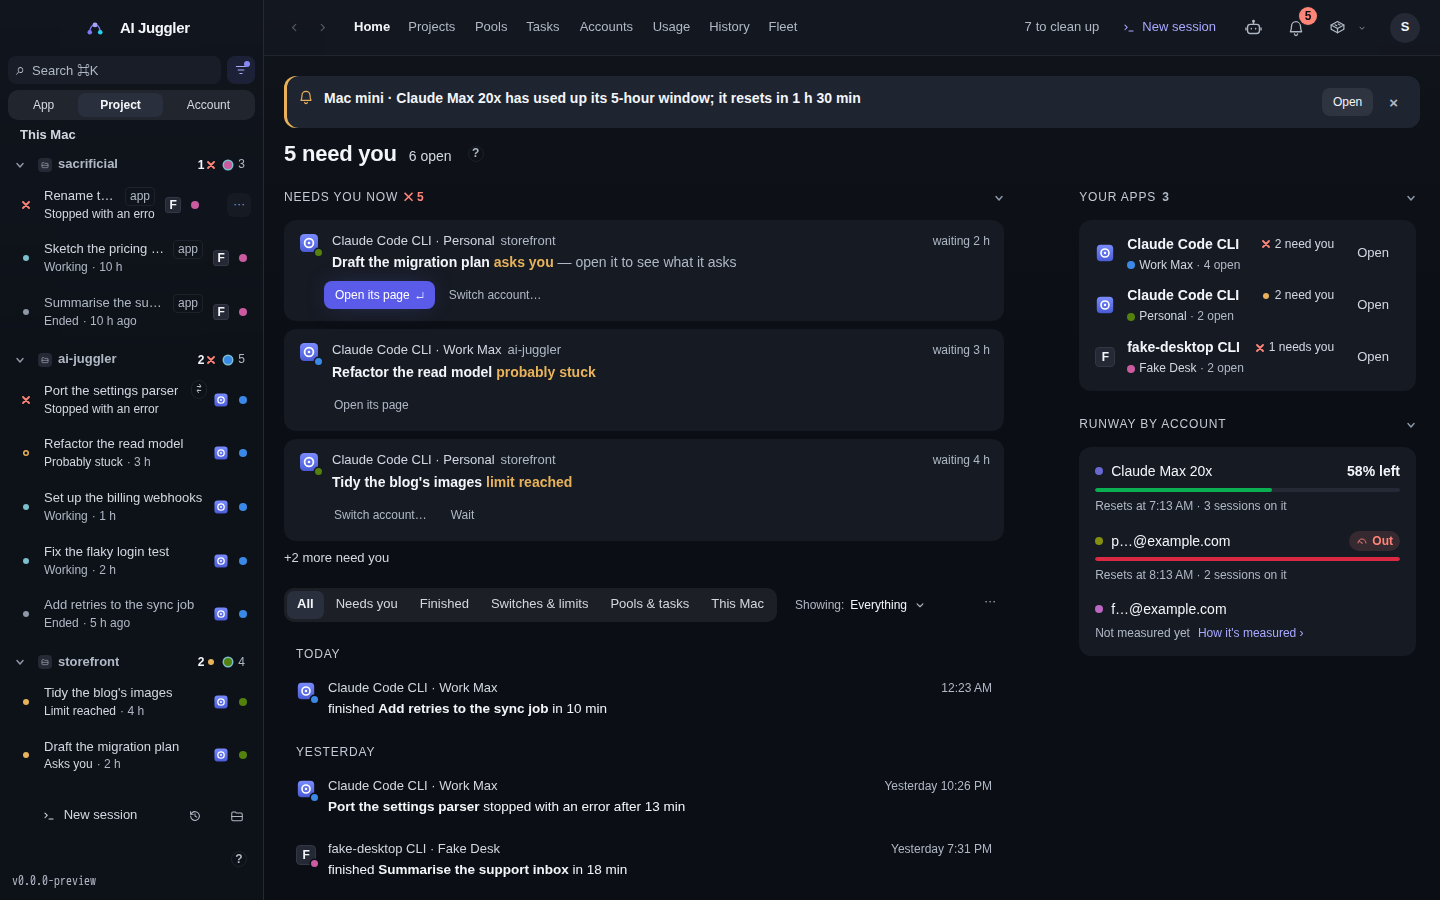 AI Juggler
Search ⌘K
App Project Account
This Mac
sacrificial 1 3
Rename t… app F
Stopped with an erro
Sketch the pricing … app F
Working · 10 h
Summarise the su… app F
Ended · 10 h ago
ai-juggler 2 5
Port the settings parser
Stopped with an error
Refactor the read model
Probably stuck · 3 h
Set up the billing webhooks
Working · 1 h
Fix the flaky login test
Working · 2 h
Add retries to the sync job
Ended · 5 h ago
storefront 2 4
Tidy the blog's images
Limit reached · 4 h
Draft the migration plan
Asks you · 2 h
New session
?
v0.0.0-preview
Home Projects Pools Tasks Accounts Usage History Fleet
7 to clean up New session 5 S
Mac mini · Claude Max 20x has used up its 5-hour window; it resets in 1 h 30 min
Open ×
5 need you 6 open ?
NEEDS YOU NOW 5
Claude Code CLI · Personal storefront waiting 2 h
Draft the migration plan asks you — open it to see what it asks
Open its page Switch account…
Claude Code CLI · Work Max ai-juggler waiting 3 h
Refactor the read model probably stuck
Open its page
Claude Code CLI · Personal storefront waiting 4 h
Tidy the blog's images limit reached
Switch account… Wait
+2 more need you
All Needs you Finished Switches & limits Pools & tasks This Mac Showing: Everything …
TODAY
Claude Code CLI · Work Max 12:23 AM
finished Add retries to the sync job in 10 min
YESTERDAY
Claude Code CLI · Work Max Yesterday 10:26 PM
Port the settings parser stopped with an error after 13 min
F fake-desktop CLI · Fake Desk Yesterday 7:31 PM
finished Summarise the support inbox in 18 min
YOUR APPS 3
Claude Code CLI 2 need you Open
Work Max · 4 open
Claude Code CLI 2 need you Open
Personal · 2 open
F fake-desktop CLI 1 needs you Open
Fake Desk · 2 open
RUNWAY BY ACCOUNT
Claude Max 20x 58% left
Resets at 7:13 AM · 3 sessions on it
p…@example.com Out
Resets at 8:13 AM · 2 sessions on it
f…@example.com
Not measured yet How it's measured ›